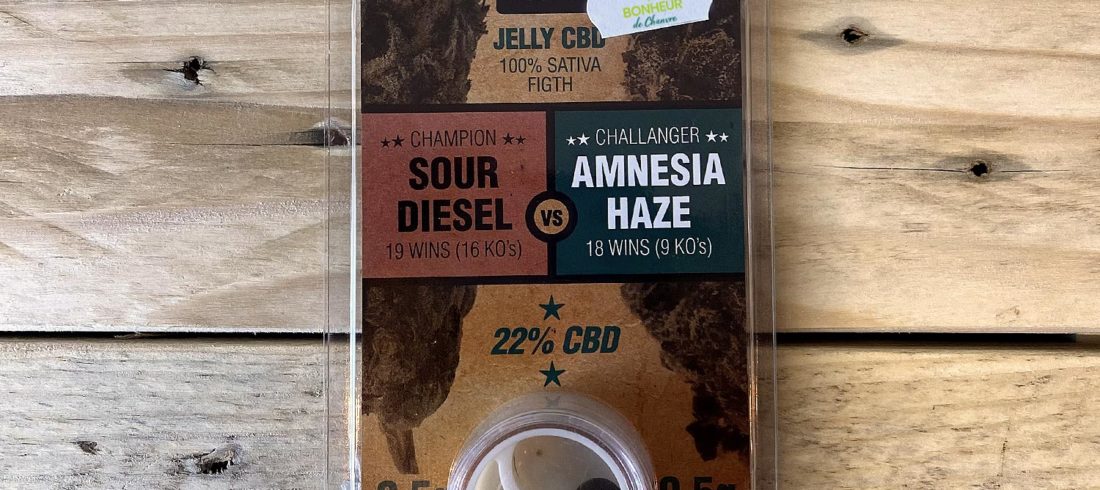 BONHEUR
de Chanvre
JELLY CBD
100% SATIVA
FIGTH
★★ CHAMPION ★★
SOUR
DIESEL
19 WINS (16 KO's)
VS
★★ CHALLANGER ★★
AMNESIA
HAZE
18 WINS (9 KO's)
22% CBD